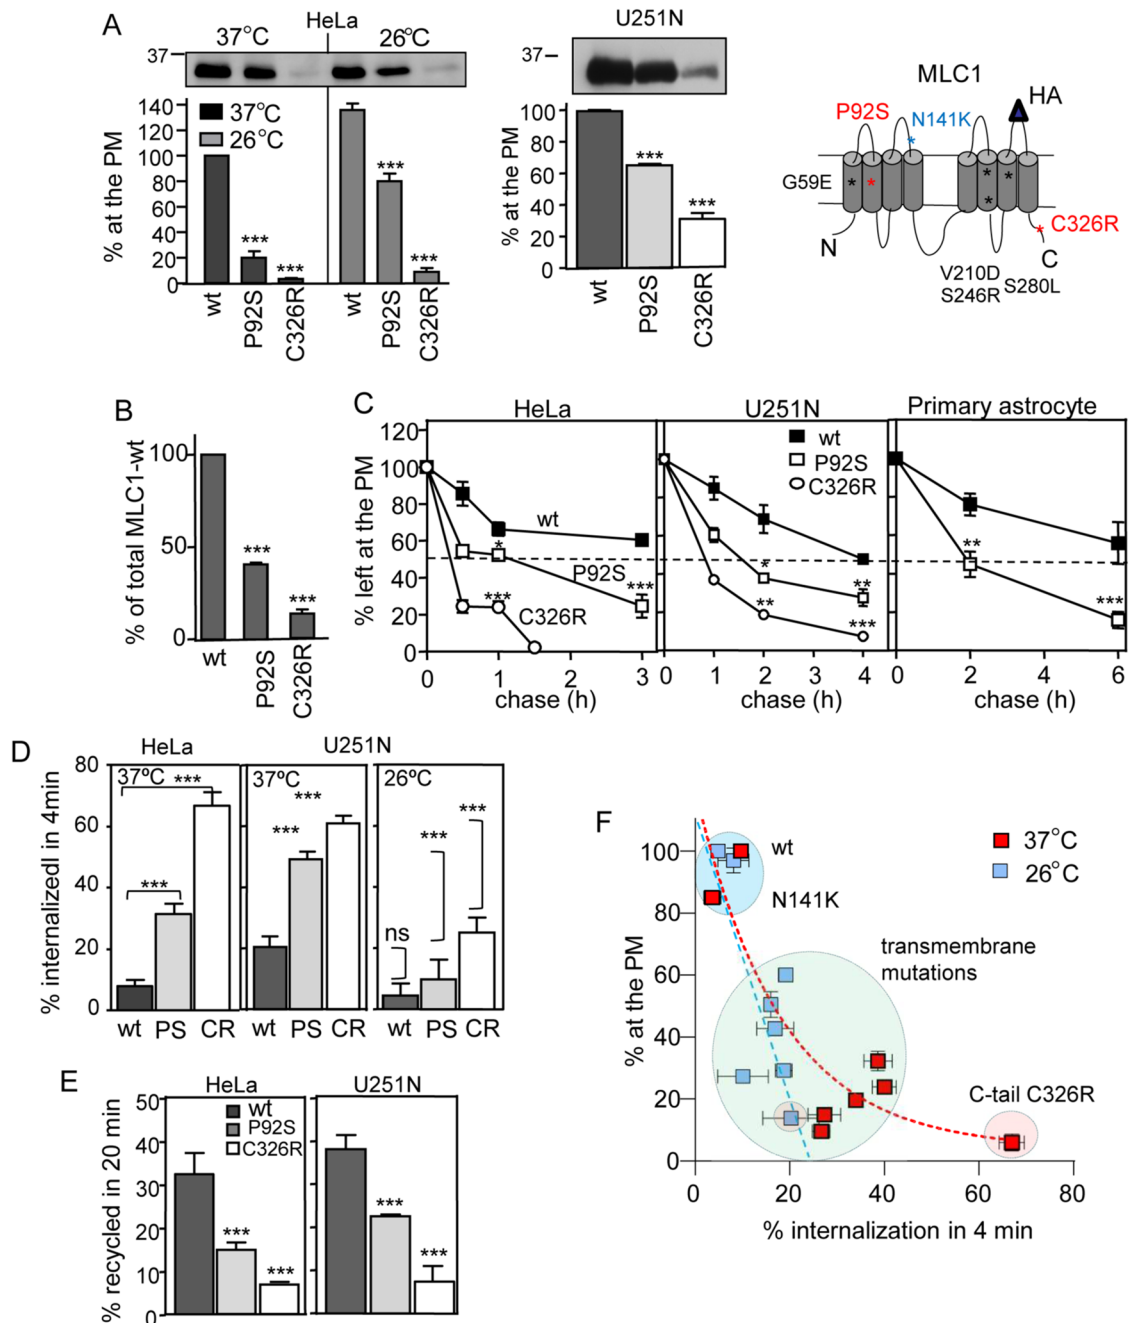 A
HeLa
37°C
26°C
37
140
120
100
80
60
40
20
0
% at the PM
37°C
26°C
***
***
***
***
wt
P92S
C326R
wt
P92S
C326R
U251N
37
100
80
60
40
20
0
% at the PM
***
***
wt
P92S
C326R
MLC1
HA
P92S
N141K
*
G59E
*
*
*
*
*
*
C326R
N
C
V210D
S246R
S280L
B
100
50
0
% of total MLC1-wt
***
***
wt
P92S
C326R
C
HeLa
U251N
Primary astrocyte
120
100
80
60
40
20
0
% left at the PM
wt
*
P92S
***
***
C326R
wt
P92S
C326R
*
**
**
***
**
***
0
1
2
3
0
1
2
3
4
0
2
4
6
chase (h)
chase (h)
chase (h)
D
HeLa
U251N
80
60
40
20
0
% internalizedl in 4min
37ºC
***
***
37ºC
***
***
26ºC
ns
***
***
wt
PS
CR
wt
PS
CR
wt
PS
CR
E
HeLa
U251N
50
40
30
20
10
0
% recycled in 20 min
wt
P92S
C326R
***
***
***
***
F
100
80
60
40
20
0
% at the PM
wt
N141K
37°C
26°C
transmembrane
mutations
C-tail C326R
0
20
40
60
80
% internalization in 4 min